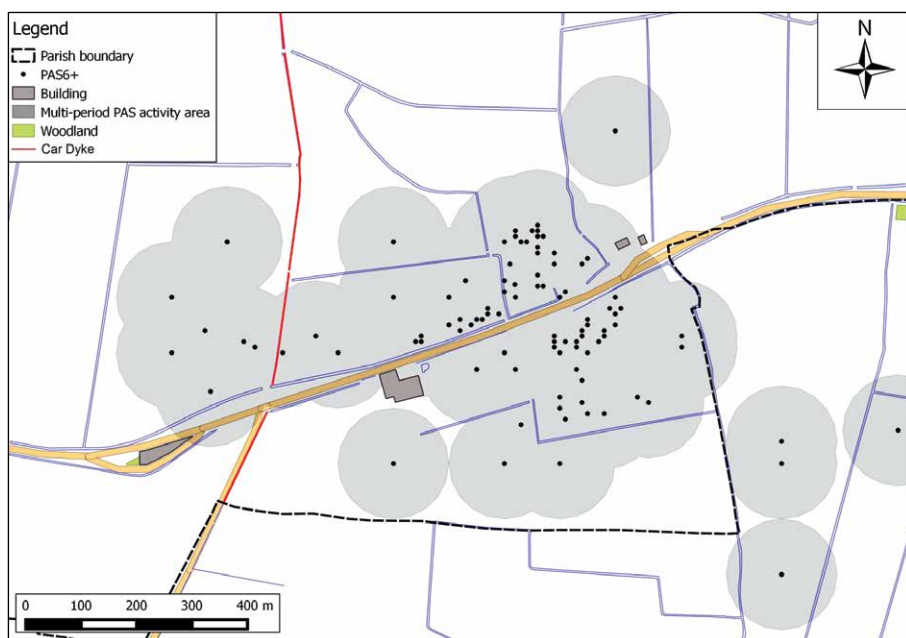 Legend
Parish boundary
PAS6+
Building
Multi-period PAS activity area
Woodland
Car Dyke
N
0 100 200 300 400 m